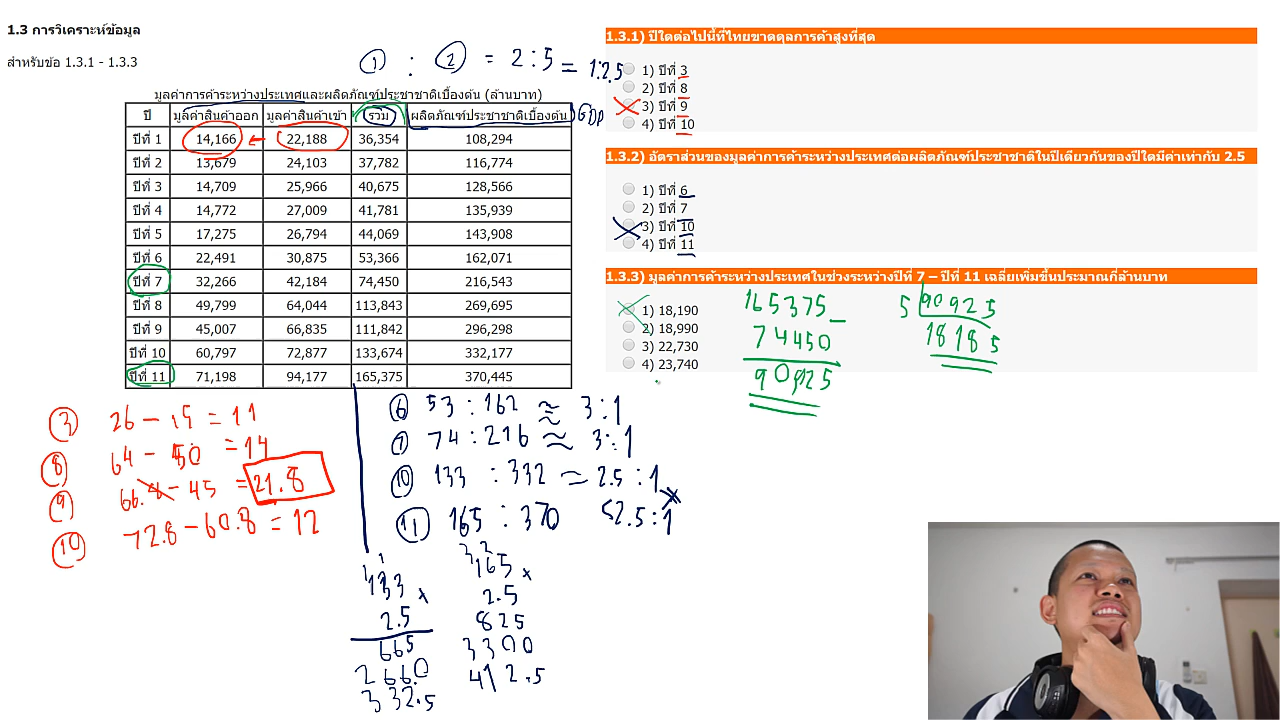 1.3 การวิเคราะห์ข้อมูล
สำหรับข้อ 1.3.1 - 1.3.3
① : ② = 2:5 = 1:2.5
มูลค่าการค้าระหว่างประเทศและผลิตภัณฑ์ประชาชาติเบื้องต้น (ล้านบาท)
ปี มูลค่าสินค้าออก มูลค่าสินค้าเข้า รวม ผลิตภัณฑ์ประชาชาติเบื้องต้น GDP
ปีที่ 1 14,166 22,188 36,354 108,294
ปีที่ 2 13,679 24,103 37,782 116,774
ปีที่ 3 14,709 25,966 40,675 128,566
ปีที่ 4 14,772 27,009 41,781 135,939
ปีที่ 5 17,275 26,794 44,069 143,908
ปีที่ 6 22,491 30,875 53,366 162,071
ปีที่ 7 32,266 42,184 74,450 216,543
ปีที่ 8 49,799 64,044 113,843 269,695
ปีที่ 9 45,007 66,835 111,842 296,298
ปีที่ 10 60,797 72,877 133,674 332,177
ปีที่ 11 71,198 94,177 165,375 370,445
③ 26 - 15 = 11
⑧ 64 - 50 = 14
⑨ 66.8 - 45 = 21.8
⑩ 72.8 - 60.8 = 12
⑥ 53 : 162 ≈ 3:1
⑦ 74 : 216 ≈ 3:1
⑩ 133 : 332 = 2.5:1
⑪ 165 : 370 <2.5:1
133 ×
2.5
665
2660
332.5
165 ×
2.5
825
3300
412.5
1.3.1) ปีใดต่อไปนี้ที่ไทยขาดดุลการค้าสูงที่สุด
1) ปีที่ 3
2) ปีที่ 8
3) ปีที่ 9
4) ปีที่ 10
1.3.2) อัตราส่วนของมูลค่าการค้าระหว่างประเทศต่อผลิตภัณฑ์ประชาชาติในปีเดียวกันของปีใดมีค่าเท่ากับ 2.5
1) ปีที่ 6
2) ปีที่ 7
3) ปีที่ 10
4) ปีที่ 11
1.3.3) มูลค่าการค้าระหว่างประเทศในช่วงระหว่างปีที่ 7 – ปีที่ 11 เฉลี่ยเพิ่มขึ้นประมาณกี่ล้านบาท
1) 18,190
2) 18,990
3) 22,730
4) 23,740
165375 -
74450
90925
5 90925
18185